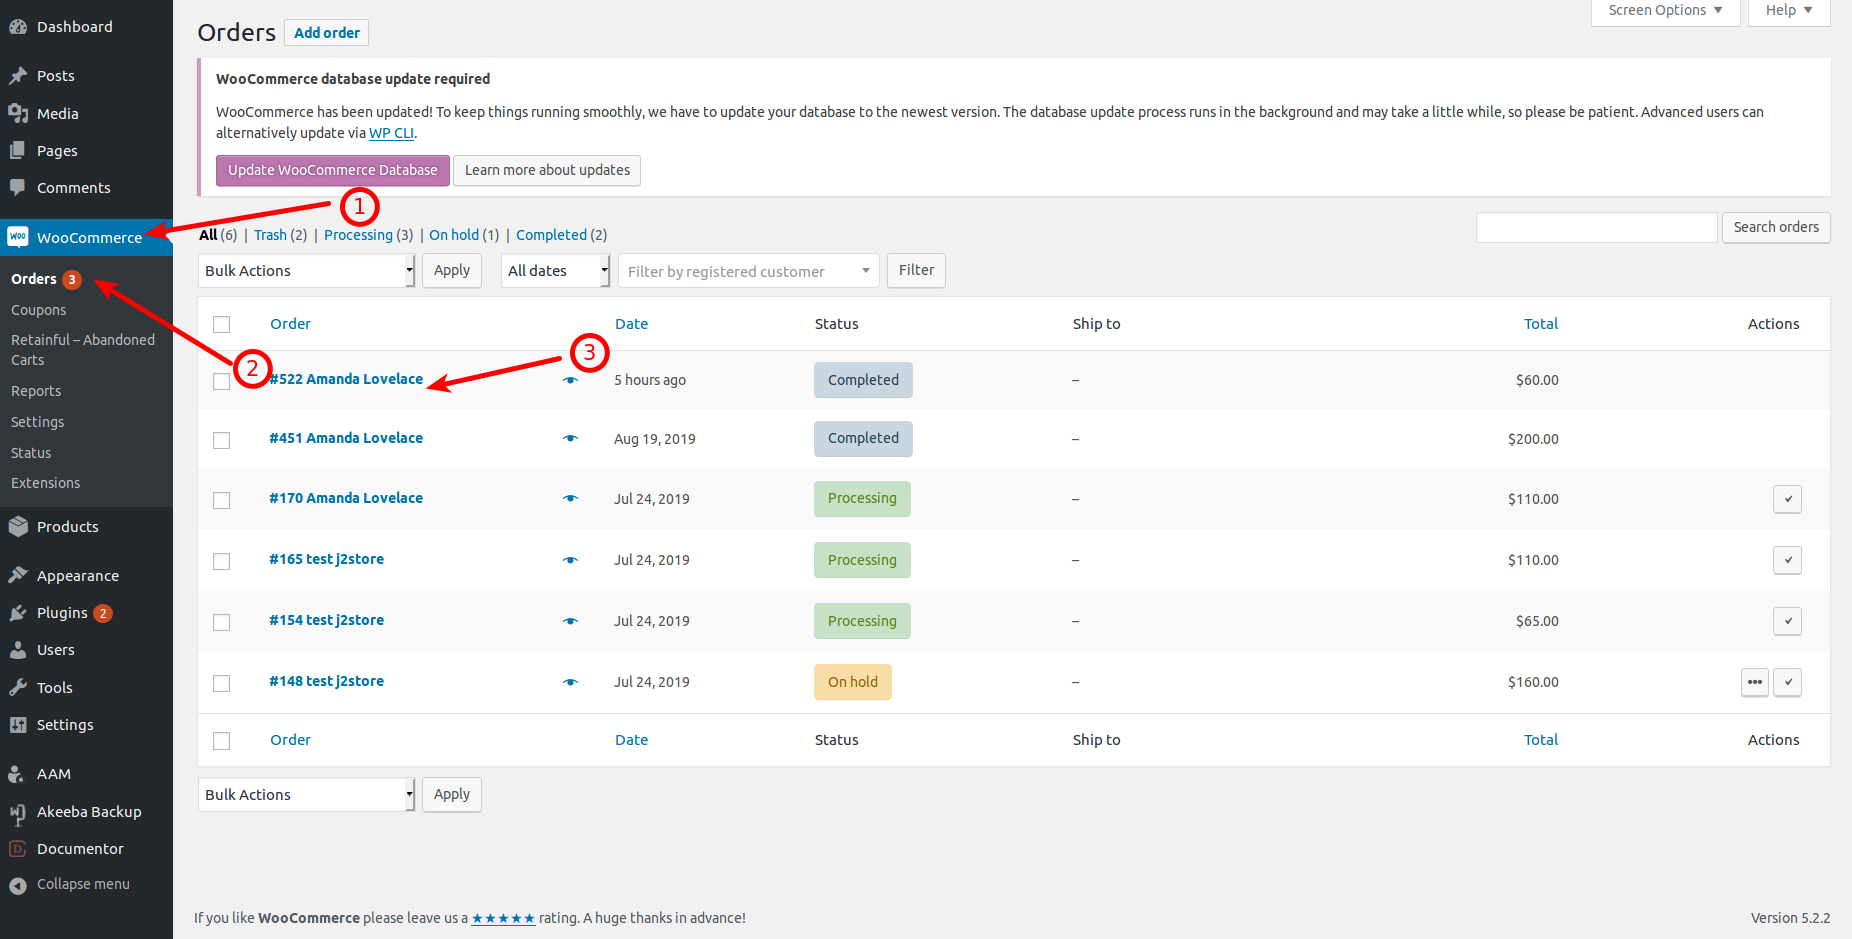 Dashboard
Posts
Media
Pages
Comments
WooCommerce
Orders 3
Coupons
Retainful – Abandoned
Carts
Reports
Settings
Status
Extensions
Products
Appearance
Plugins 2
Users
Tools
Settings
AAM
Akeeba Backup
Documentor
Collapse menu
Screen Options ▼ Help ▼
Orders Add order
WooCommerce database update required
WooCommerce has been updated! To keep things running smoothly, we have to update your database to the newest version. The database update process runs in the background and may take a little while, so please be patient. Advanced users can
alternatively update via WP CLI.
Update WooCommerce Database Learn more about updates
1
All (6) | Trash (2) | Processing (3) | On hold (1) | Completed (2)
Search orders
Bulk Actions Apply All dates Filter by registered customer Filter
Order Date Status Ship to Total Actions
2 3
#522 Amanda Lovelace 5 hours ago Completed – $60.00
#451 Amanda Lovelace Aug 19, 2019 Completed – $200.00
#170 Amanda Lovelace Jul 24, 2019 Processing – $110.00
#165 test j2store Jul 24, 2019 Processing – $110.00
#154 test j2store Jul 24, 2019 Processing – $65.00
#148 test j2store Jul 24, 2019 On hold – $160.00
Order Date Status Ship to Total Actions
Bulk Actions Apply
If you like WooCommerce please leave us a ★★★★★ rating. A huge thanks in advance! Version 5.2.2